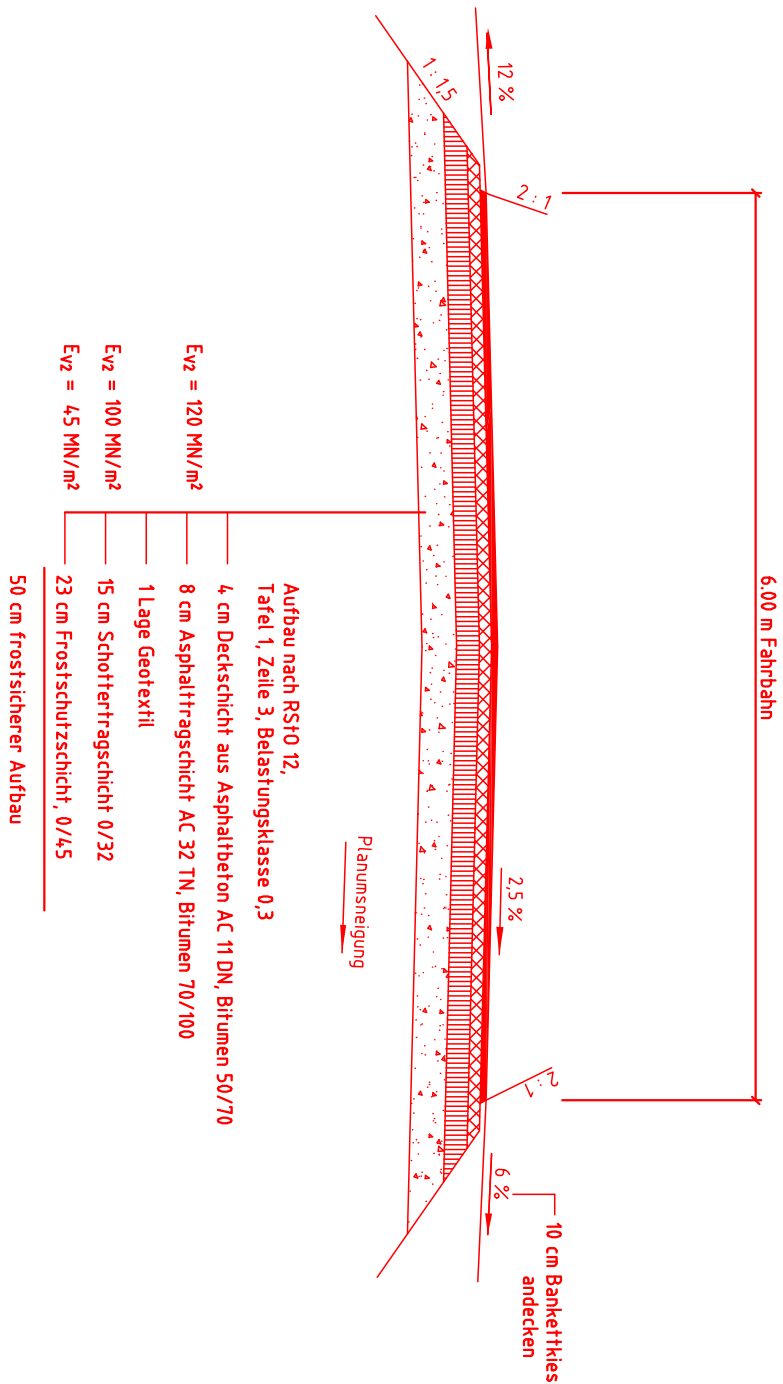 6.00 m Fahrbahn
12 %
1 : 1,5
2 : 1
2,5 %
2 : 1
6 %
10 cm Bankettkies
andecken
Planumsneigung
Aufbau nach RStO 12,
Tafel 1, Zeile 3, Belastungsklasse 0,3
4 cm Deckschicht aus Asphaltbeton AC 11 DN, Bitumen 50/70
Ev2 = 120 MN/m² 8 cm Asphalttragschicht AC 32 TN, Bitumen 70/100
1 Lage Geotextil
Ev2 = 100 MN/m² 15 cm Schottertragschicht 0/32
Ev2 = 45 MN/m² 23 cm Frostschutzschicht, 0/45
50 cm frostsicherer Aufbau